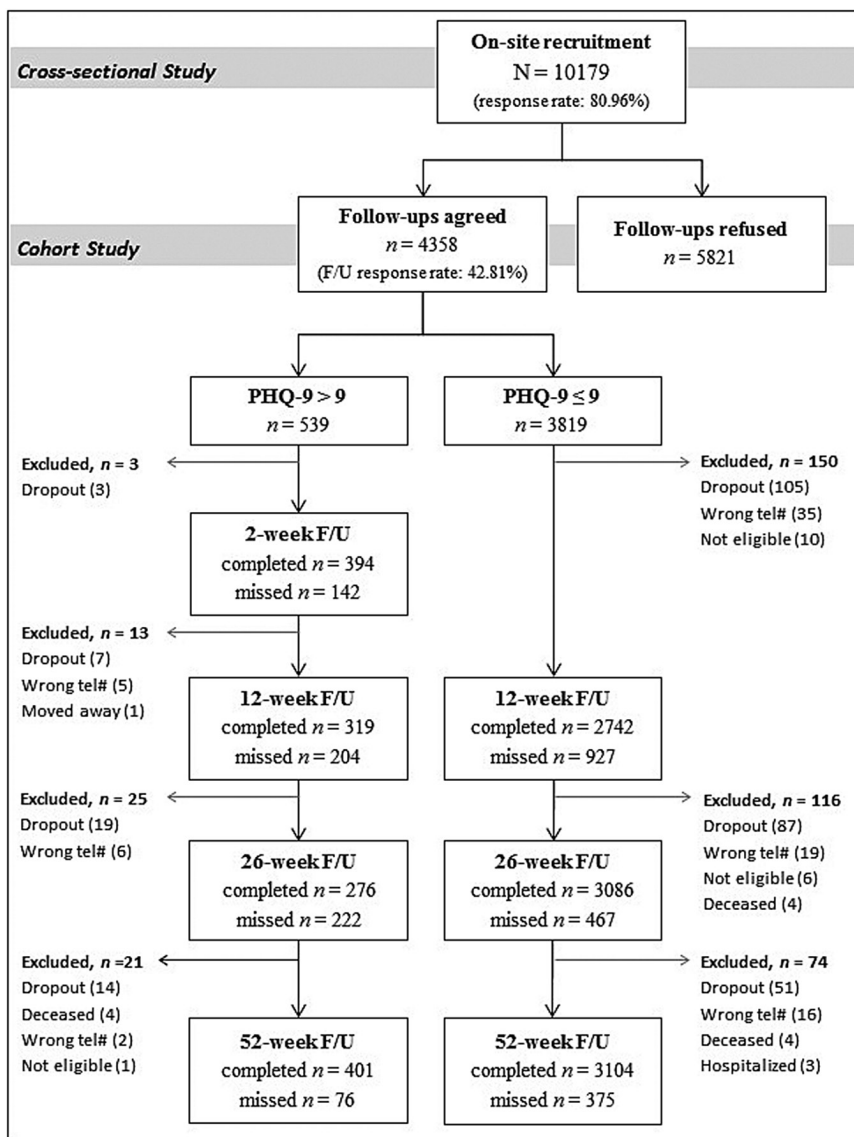 On-site recruitment
N = 10179
(response rate: 80.96%)
Cross-sectional Study
Follow-ups agreed
n = 4358
(F/U response rate: 42.81%)
Follow-ups refused
n = 5821
Cohort Study
PHQ-9 > 9
n = 539
PHQ-9 ≤ 9
n = 3819
Excluded, n = 3
Dropout (3)
Excluded, n = 150
Dropout (105)
Wrong tel# (35)
Not eligible (10)
2-week F/U
completed n = 394
missed n = 142
Excluded, n = 13
Dropout (7)
Wrong tel# (5)
Moved away (1)
12-week F/U
completed n = 319
missed n = 204
12-week F/U
completed n = 2742
missed n = 927
Excluded, n = 25
Dropout (19)
Wrong tel# (6)
Excluded, n = 116
Dropout (87)
Wrong tel# (19)
Not eligible (6)
Deceased (4)
26-week F/U
completed n = 276
missed n = 222
26-week F/U
completed n = 3086
missed n = 467
Excluded, n =21
Dropout (14)
Deceased (4)
Wrong tel# (2)
Not eligible (1)
Excluded, n = 74
Dropout (51)
Wrong tel# (16)
Deceased (4)
Hospitalized (3)
52-week F/U
completed n = 401
missed n = 76
52-week F/U
completed n = 3104
missed n = 375